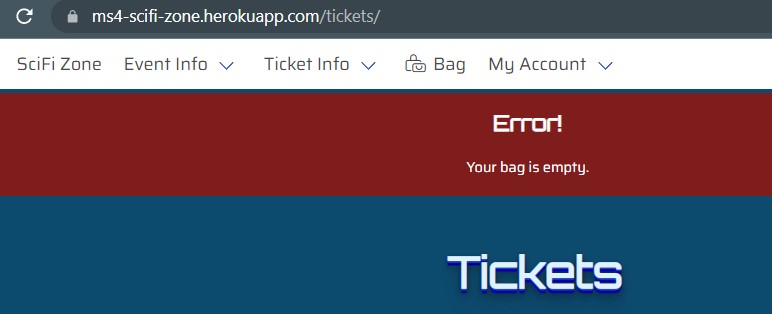 ms4-scifi-zone.herokuapp.com/tickets/
SciFi Zone Event Info Ticket Info Bag My Account
Error!
Your bag is empty.
Tickets